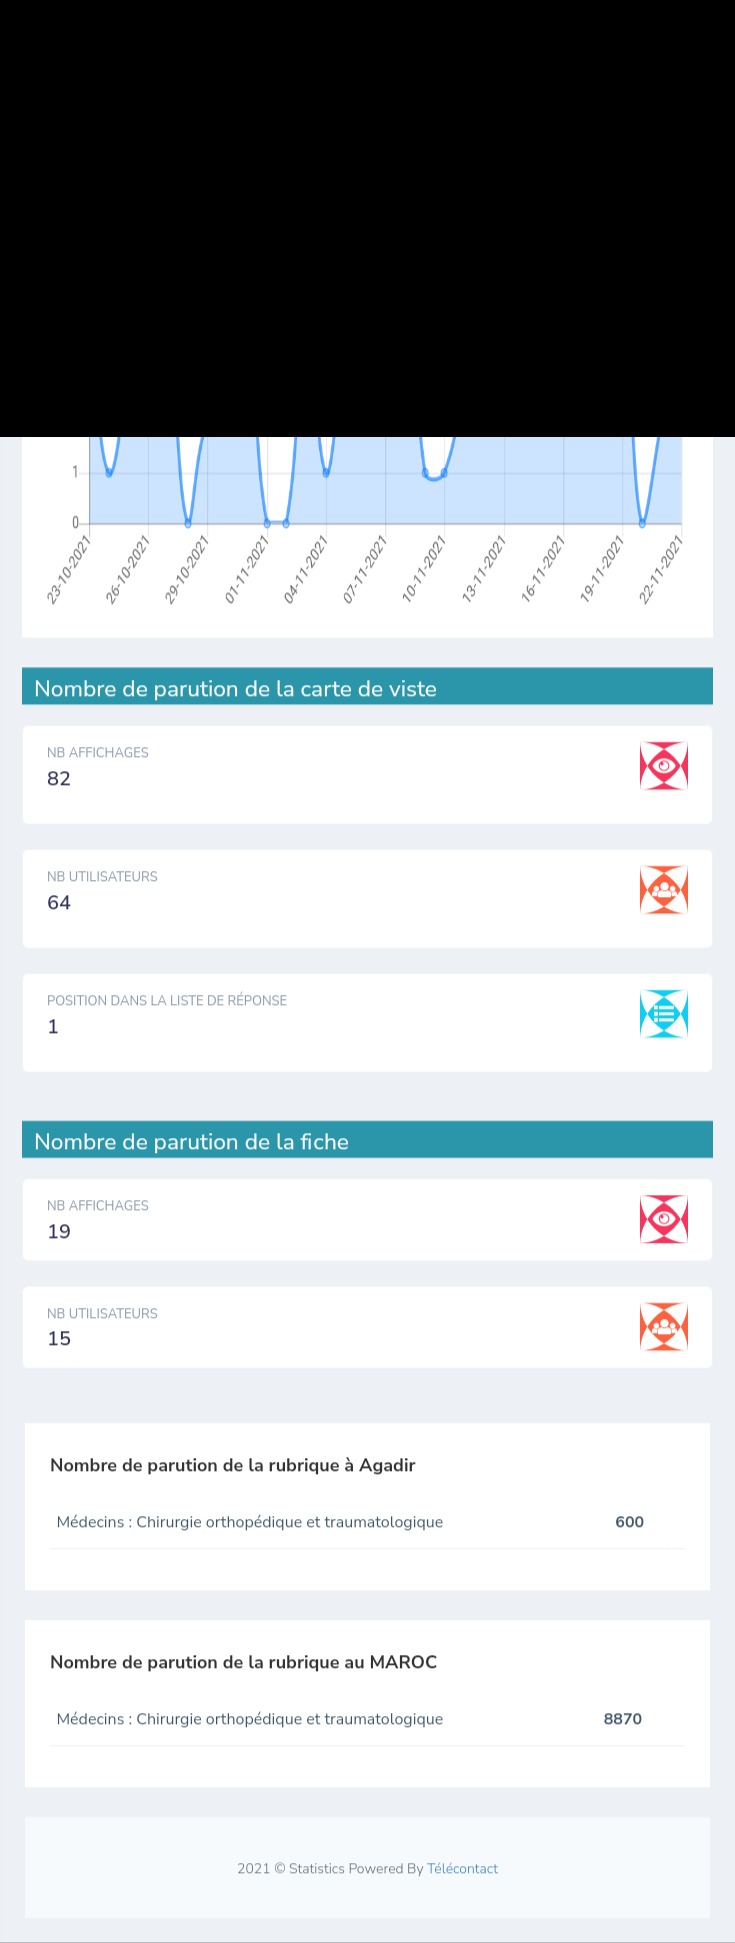 1
0
23-10-2021
26-10-2021
29-10-2021
01-11-2021
04-11-2021
07-11-2021
10-11-2021
13-11-2021
16-11-2021
19-11-2021
22-11-2021
Nombre de parution de la carte de viste
NB AFFICHAGES
82
NB UTILISATEURS
64
POSITION DANS LA LISTE DE RÉPONSE
1
Nombre de parution de la fiche
NB AFFICHAGES
19
NB UTILISATEURS
15
Nombre de parution de la rubrique à Agadir
Médecins : Chirurgie orthopédique et traumatologique 600
Nombre de parution de la rubrique au MAROC
Médecins : Chirurgie orthopédique et traumatologique 8870
2021 © Statistics Powered By Télécontact